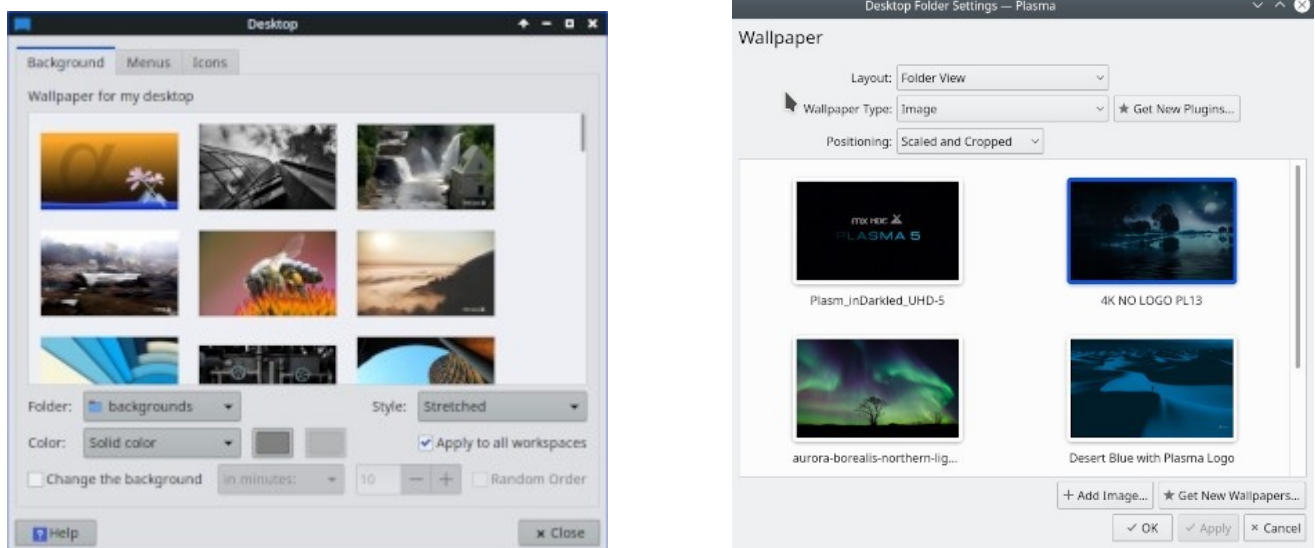 Desktop
Background Menus Icons
Wallpaper for my desktop
α
Folder: backgrounds Style: Stretched
Color: Solid color Apply to all workspaces
Change the background in minutes: 10 Random Order
? Help
Close
Desktop Folder Settings — Plasma
Wallpaper
Layout: Folder View
Wallpaper Type: Image Get New Plugins...
Positioning: Scaled and Cropped
PLASMA 5
Plasm_inDarkled_UHD-5 4K NO LOGO PL13
aurora-borealis-northern-lig... Desert Blue with Plasma Logo
+ Add Image... Get New Wallpapers...
OK Apply Cancel